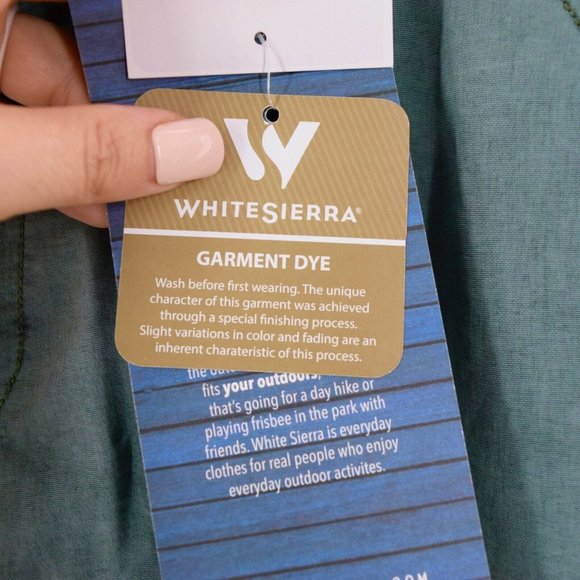 WHITESIERRA®
GARMENT DYE
Wash before first wearing. The unique
character of this garment was achieved
through a special finishing process.
Slight variations in color and fading are an
inherent charateristic of this process.
fits your outdoors,
that's going for a day hike or
playing frisbee in the park with
friends. White Sierra is everyday
clothes for real people who enjoy
everyday outdoor activites.